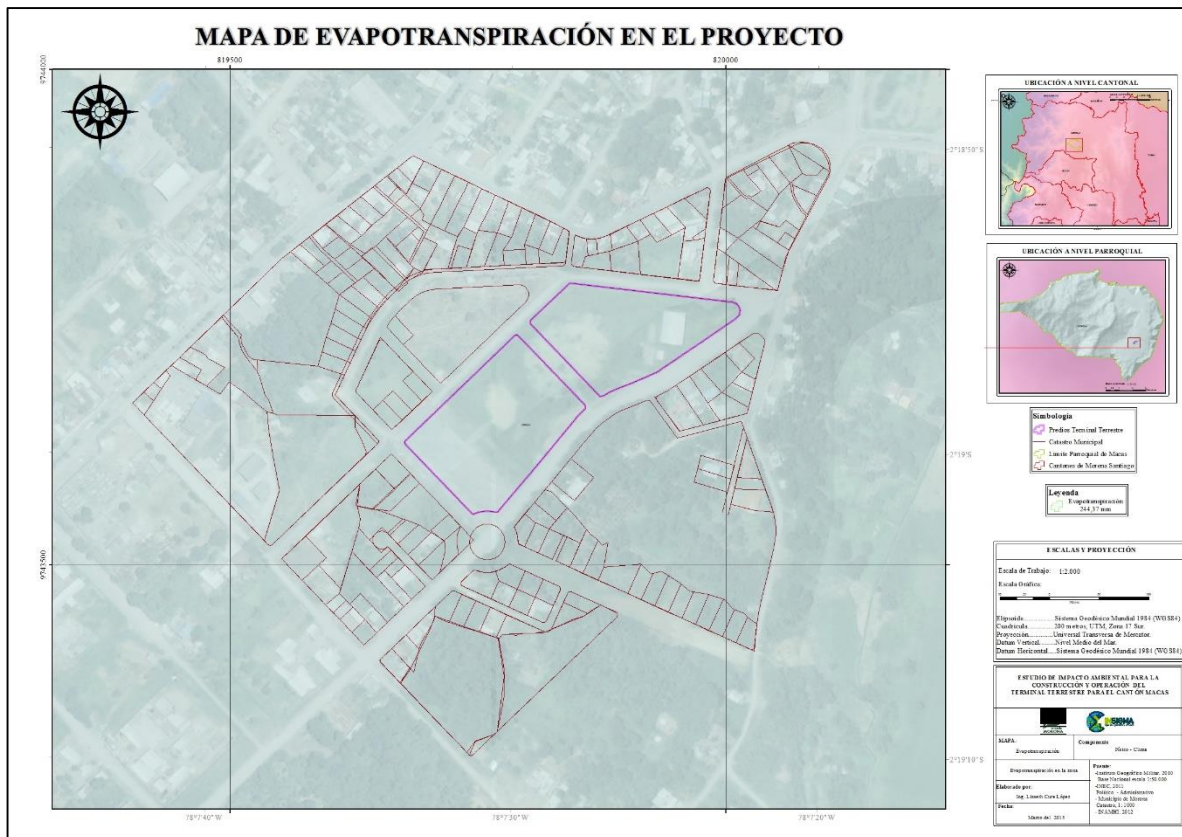 MAPA DE EVAPOTRANSPIRACIÓN EN EL PROYECTO
819500
820000
9744000
9743500
2°18'50"S
2°19'S
2°19'10"S
78°7'40"W
78°7'30"W
78°7'20"W
UBICACIÓN A NIVEL CANTONAL
UBICACIÓN A NIVEL PARROQUIAL
Simbología
Predios Terminal Terrestre
Catastro Municipal
Limite Parroquial de Macas
Cantones de Morona Santiago
Leyenda
Evapotranspiración
244,37 mm
ESCALAS Y PROYECCIÓN
Escala de Trabajo: 1:2.000
Escala Gráfica:
Elipsoide............Sistema Geodésico Mundial 1984 (WGS84)
Cuadrícula...........200 metros, UTM, Zona 17 Sur.
Proyección............Universal Transversa de Mercator.
Datum Vertical......Nivel Medio del Mar.
Datum Horizontal.....Sistema Geodésico Mundial 1984 (WGS84)
ESTUDIO DE IMPACTO AMBIENTAL PARA LA
CONSTRUCCIÓN Y OPERACIÓN DEL
TERMINAL TERRESTRE PARA EL CANTÓN MACAS
MORONA
INSIGMA
MAPA:
Evapotranspiración
Componente
Físico - Clima
Evapotranspiración en la zona
Elaborado por:
Ing. Lisseth Cura López
Fecha:
Marzo del 2015
Fuente:
-Instituto Geográfico Militar, 2010
Base Nacional escala 1:50.000
-INEC, 2011
Político - Administrativo
- Municipio de Morona
Catastro, 1: 1000
- INAMHI, 2012